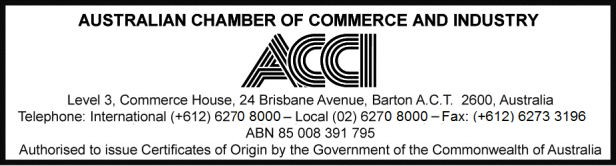 AUSTRALIAN CHAMBER OF COMMERCE AND INDUSTRY
ACCI
Level 3, Commerce House, 24 Brisbane Avenue, Barton A.C.T. 2600, Australia
Telephone: International (+612) 6270 8000 – Local (02) 6270 8000 – Fax: (+612) 6273 3196
ABN 85 008 391 795
Authorised to issue Certificates of Origin by the Government of the Commonwealth of Australia